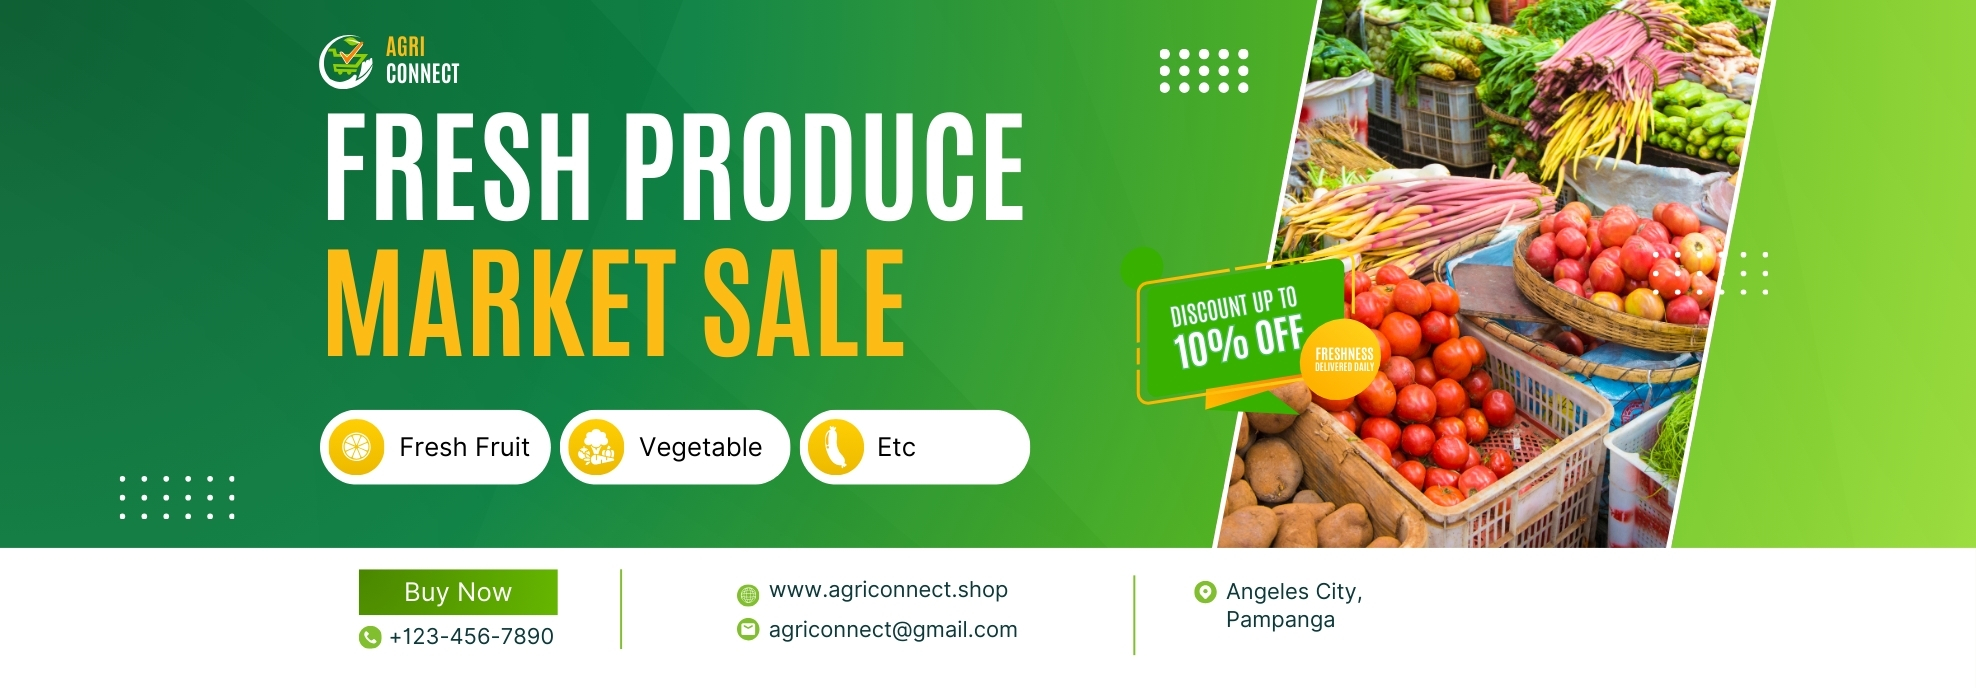 AGRI
CONNECT
FRESH PRODUCE
MARKET SALE
DISCOUNT UP TO
10% OFF
FRESHNESS
DELIVERED DAILY
Fresh Fruit
Vegetable
Etc
Buy Now
+123-456-7890
www.agriconnect.shop
agriconnect@gmail.com
Angeles City,
Pampanga